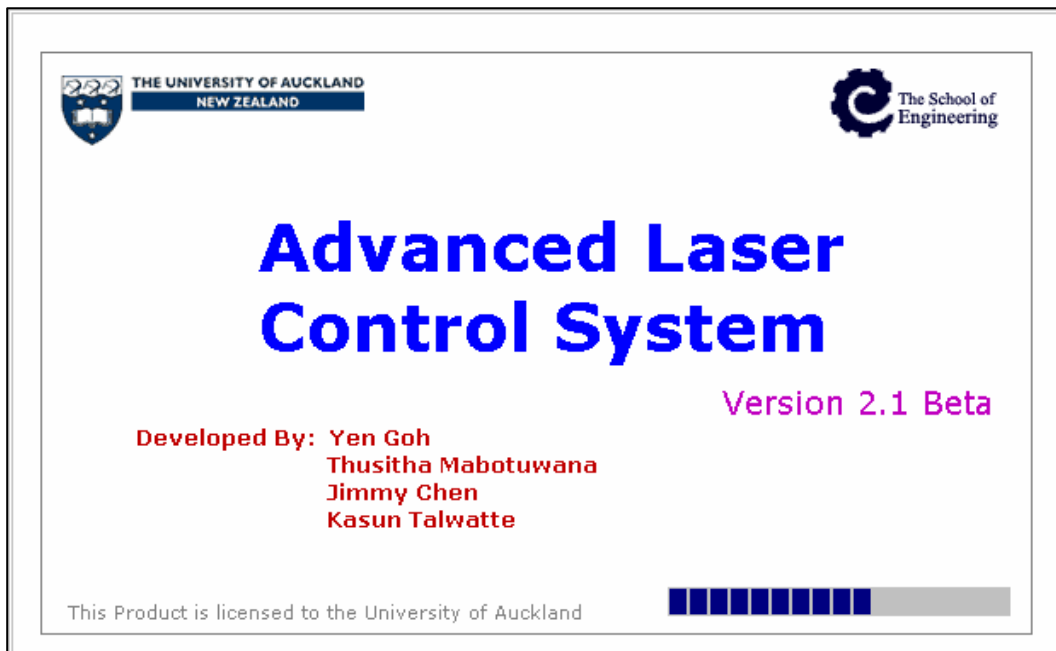 THE UNIVERSITY OF AUCKLAND
NEW ZEALAND
The School of
Engineering
Advanced Laser
Control System
Version 2.1 Beta
Developed By: Yen Goh
Thusitha Mabotuwana
Jimmy Chen
Kasun Talwatte
This Product is licensed to the University of Auckland